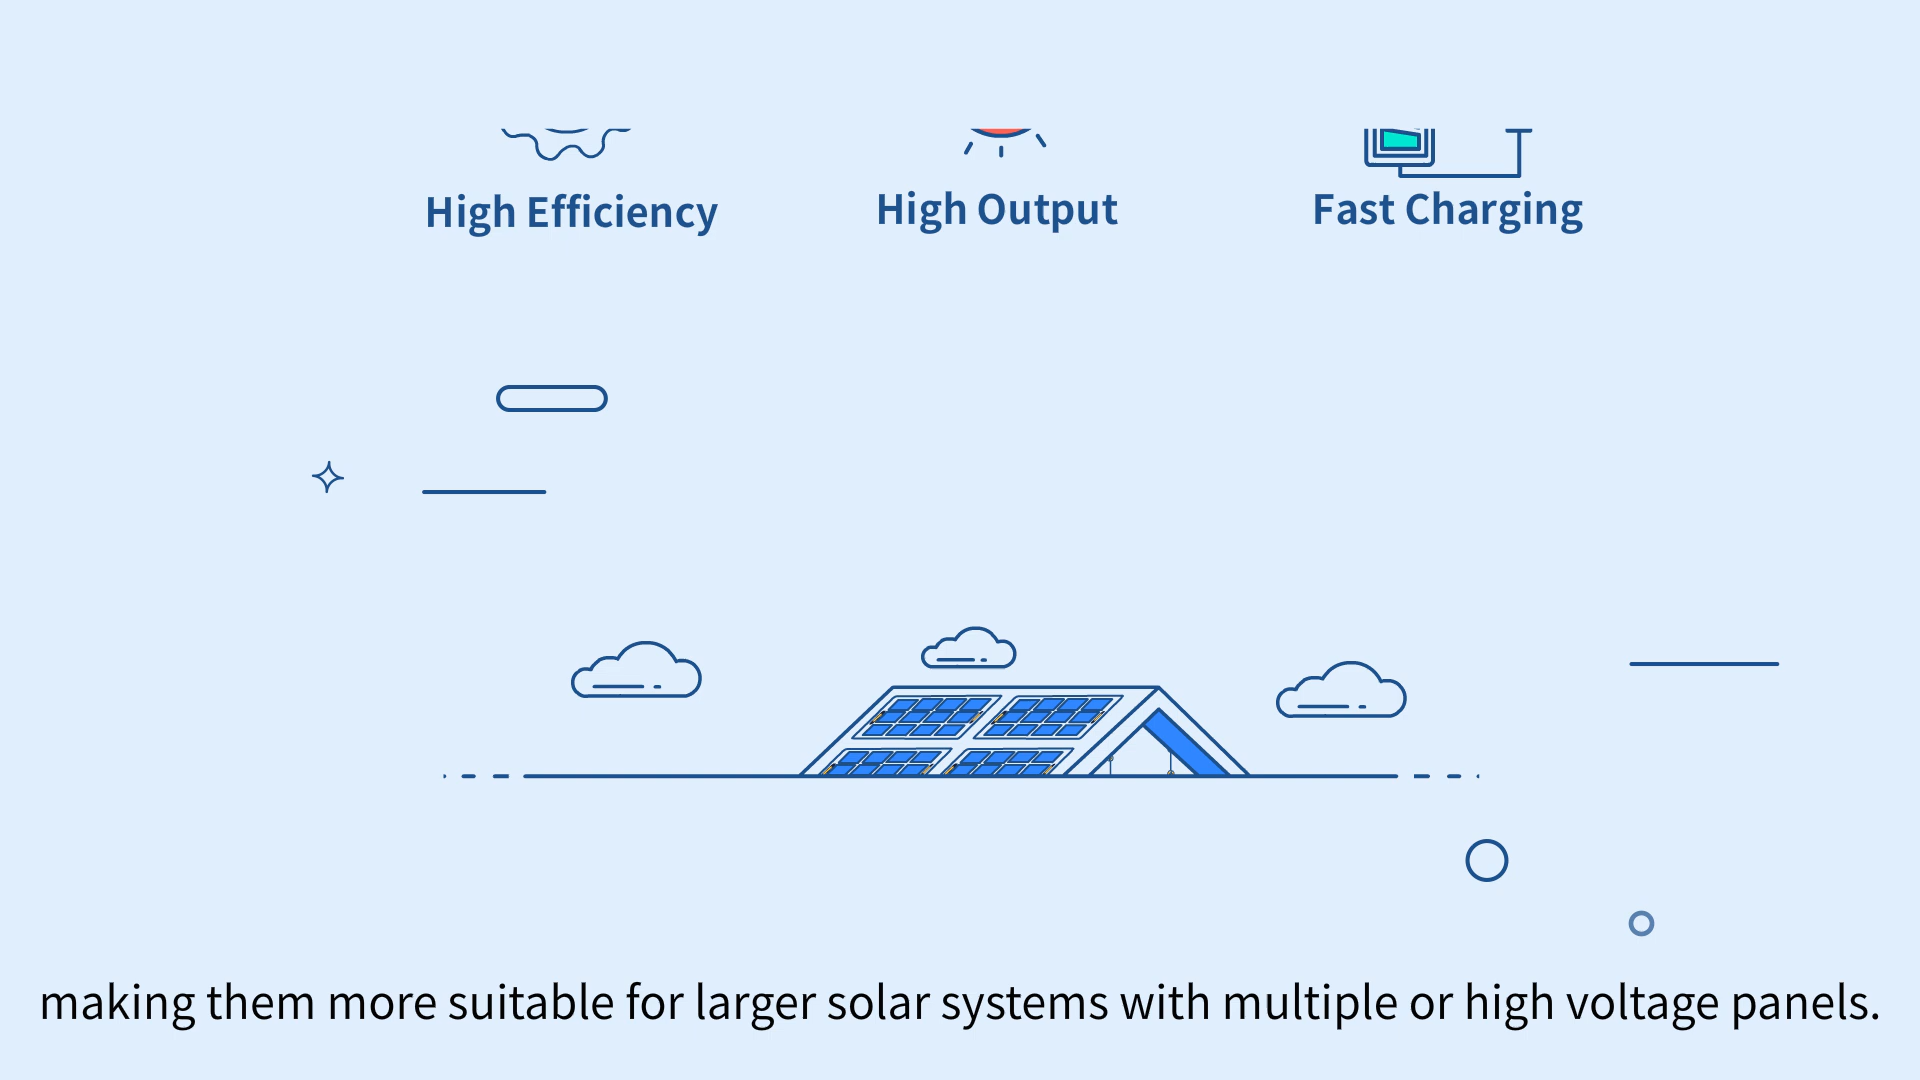 High Efficiency High Output Fast Charging
making them more suitable for larger solar systems with multiple or high voltage panels.